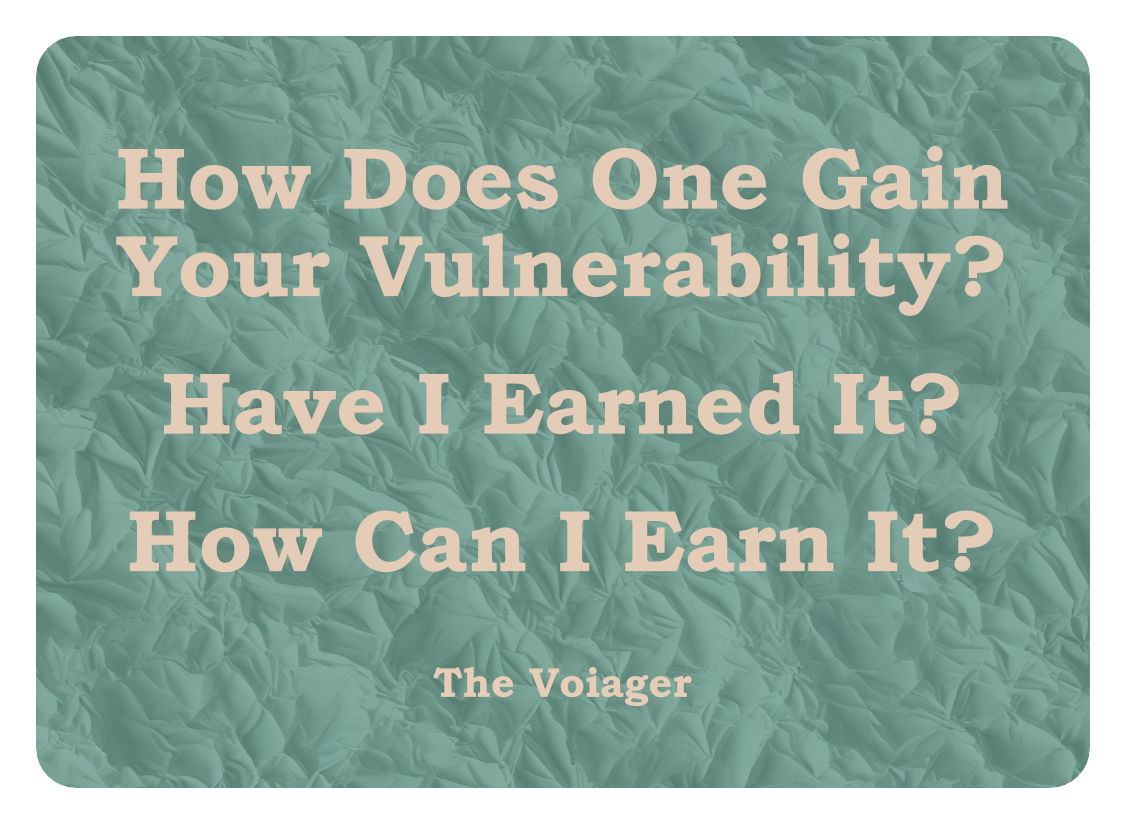 How Does One Gain
Your Vulnerability?
Have I Earned It?
How Can I Earn It?
The Voiager